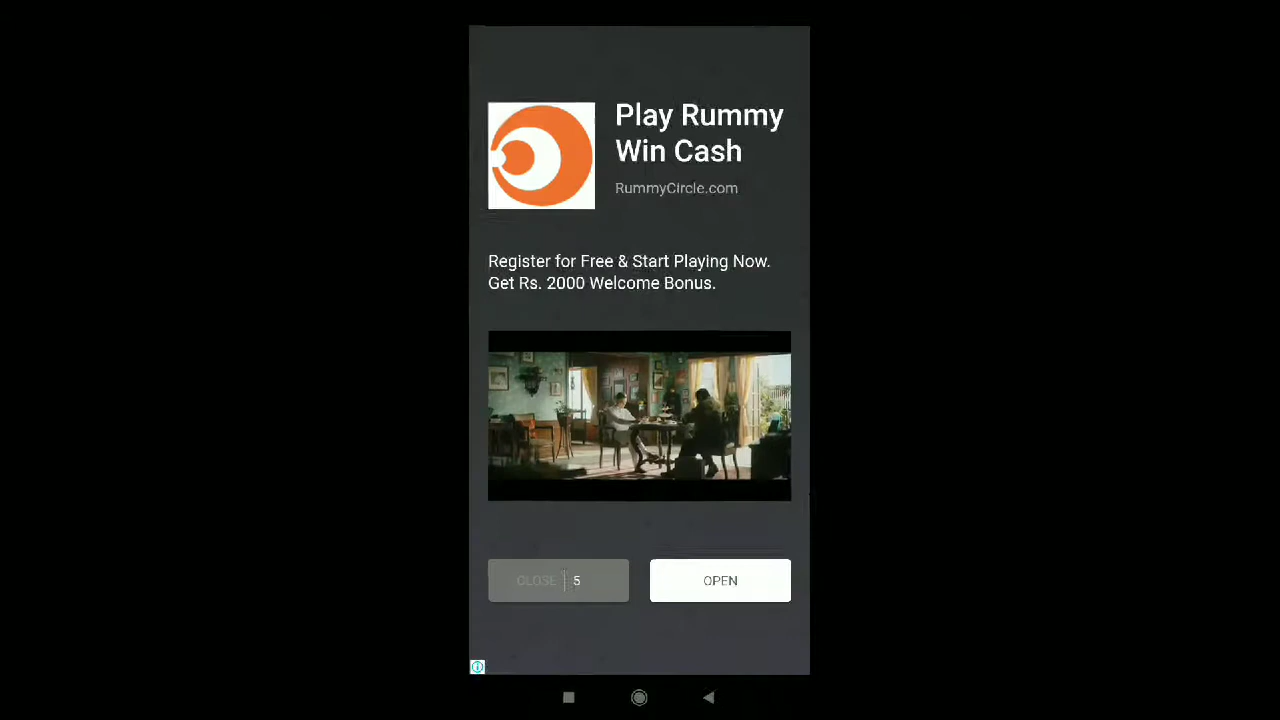 Play Rummy
Win Cash
RummyCircle.com
Register for Free & Start Playing Now.
Get Rs. 2000 Welcome Bonus.
CLOSE 5
OPEN